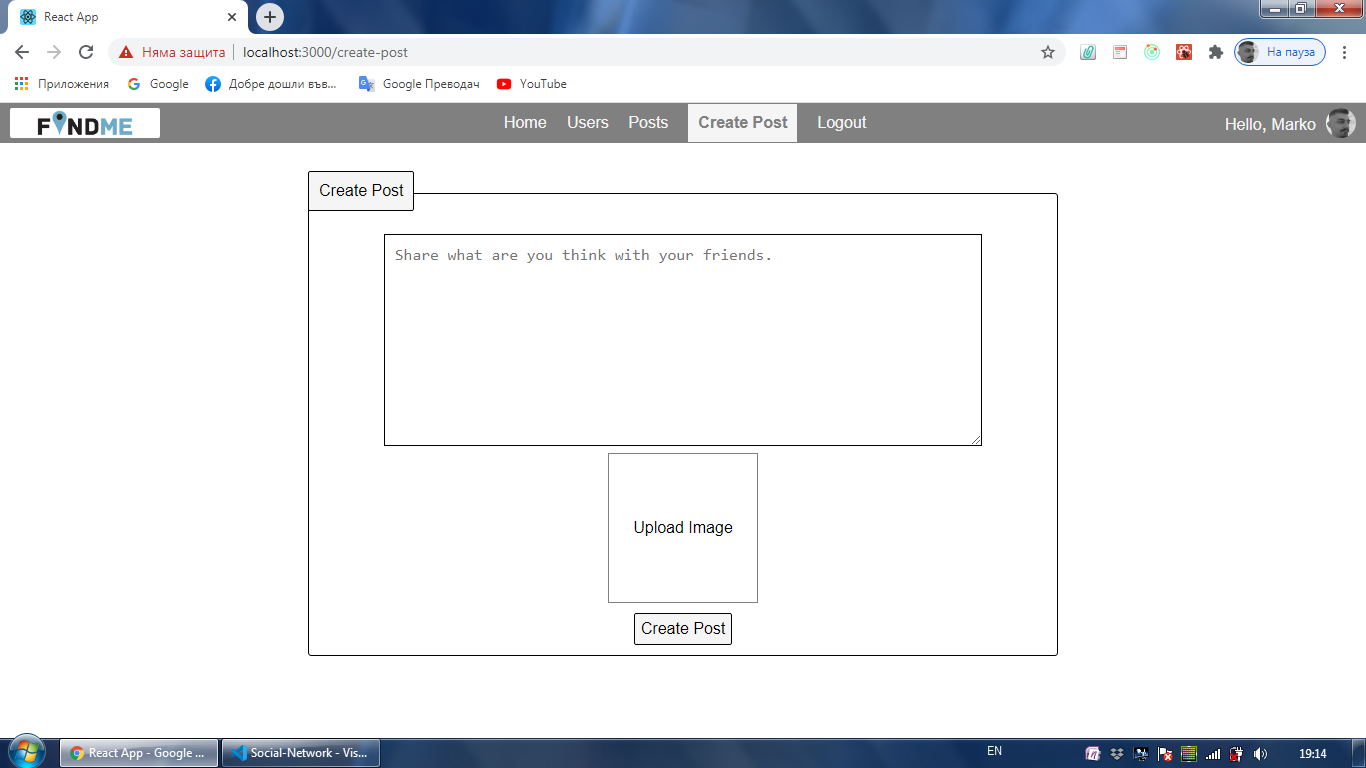 React App
Няма защита localhost:3000/create-post На пауза
Приложения Google Добре дошли във... Google Преводач YouTube
FINDME Home Users Posts Create Post Logout Hello, Marko
Create Post
Share what are you think with your friends.
Upload Image
Create Post
React App - Google ... Social-Network - Vis... EN 19:14